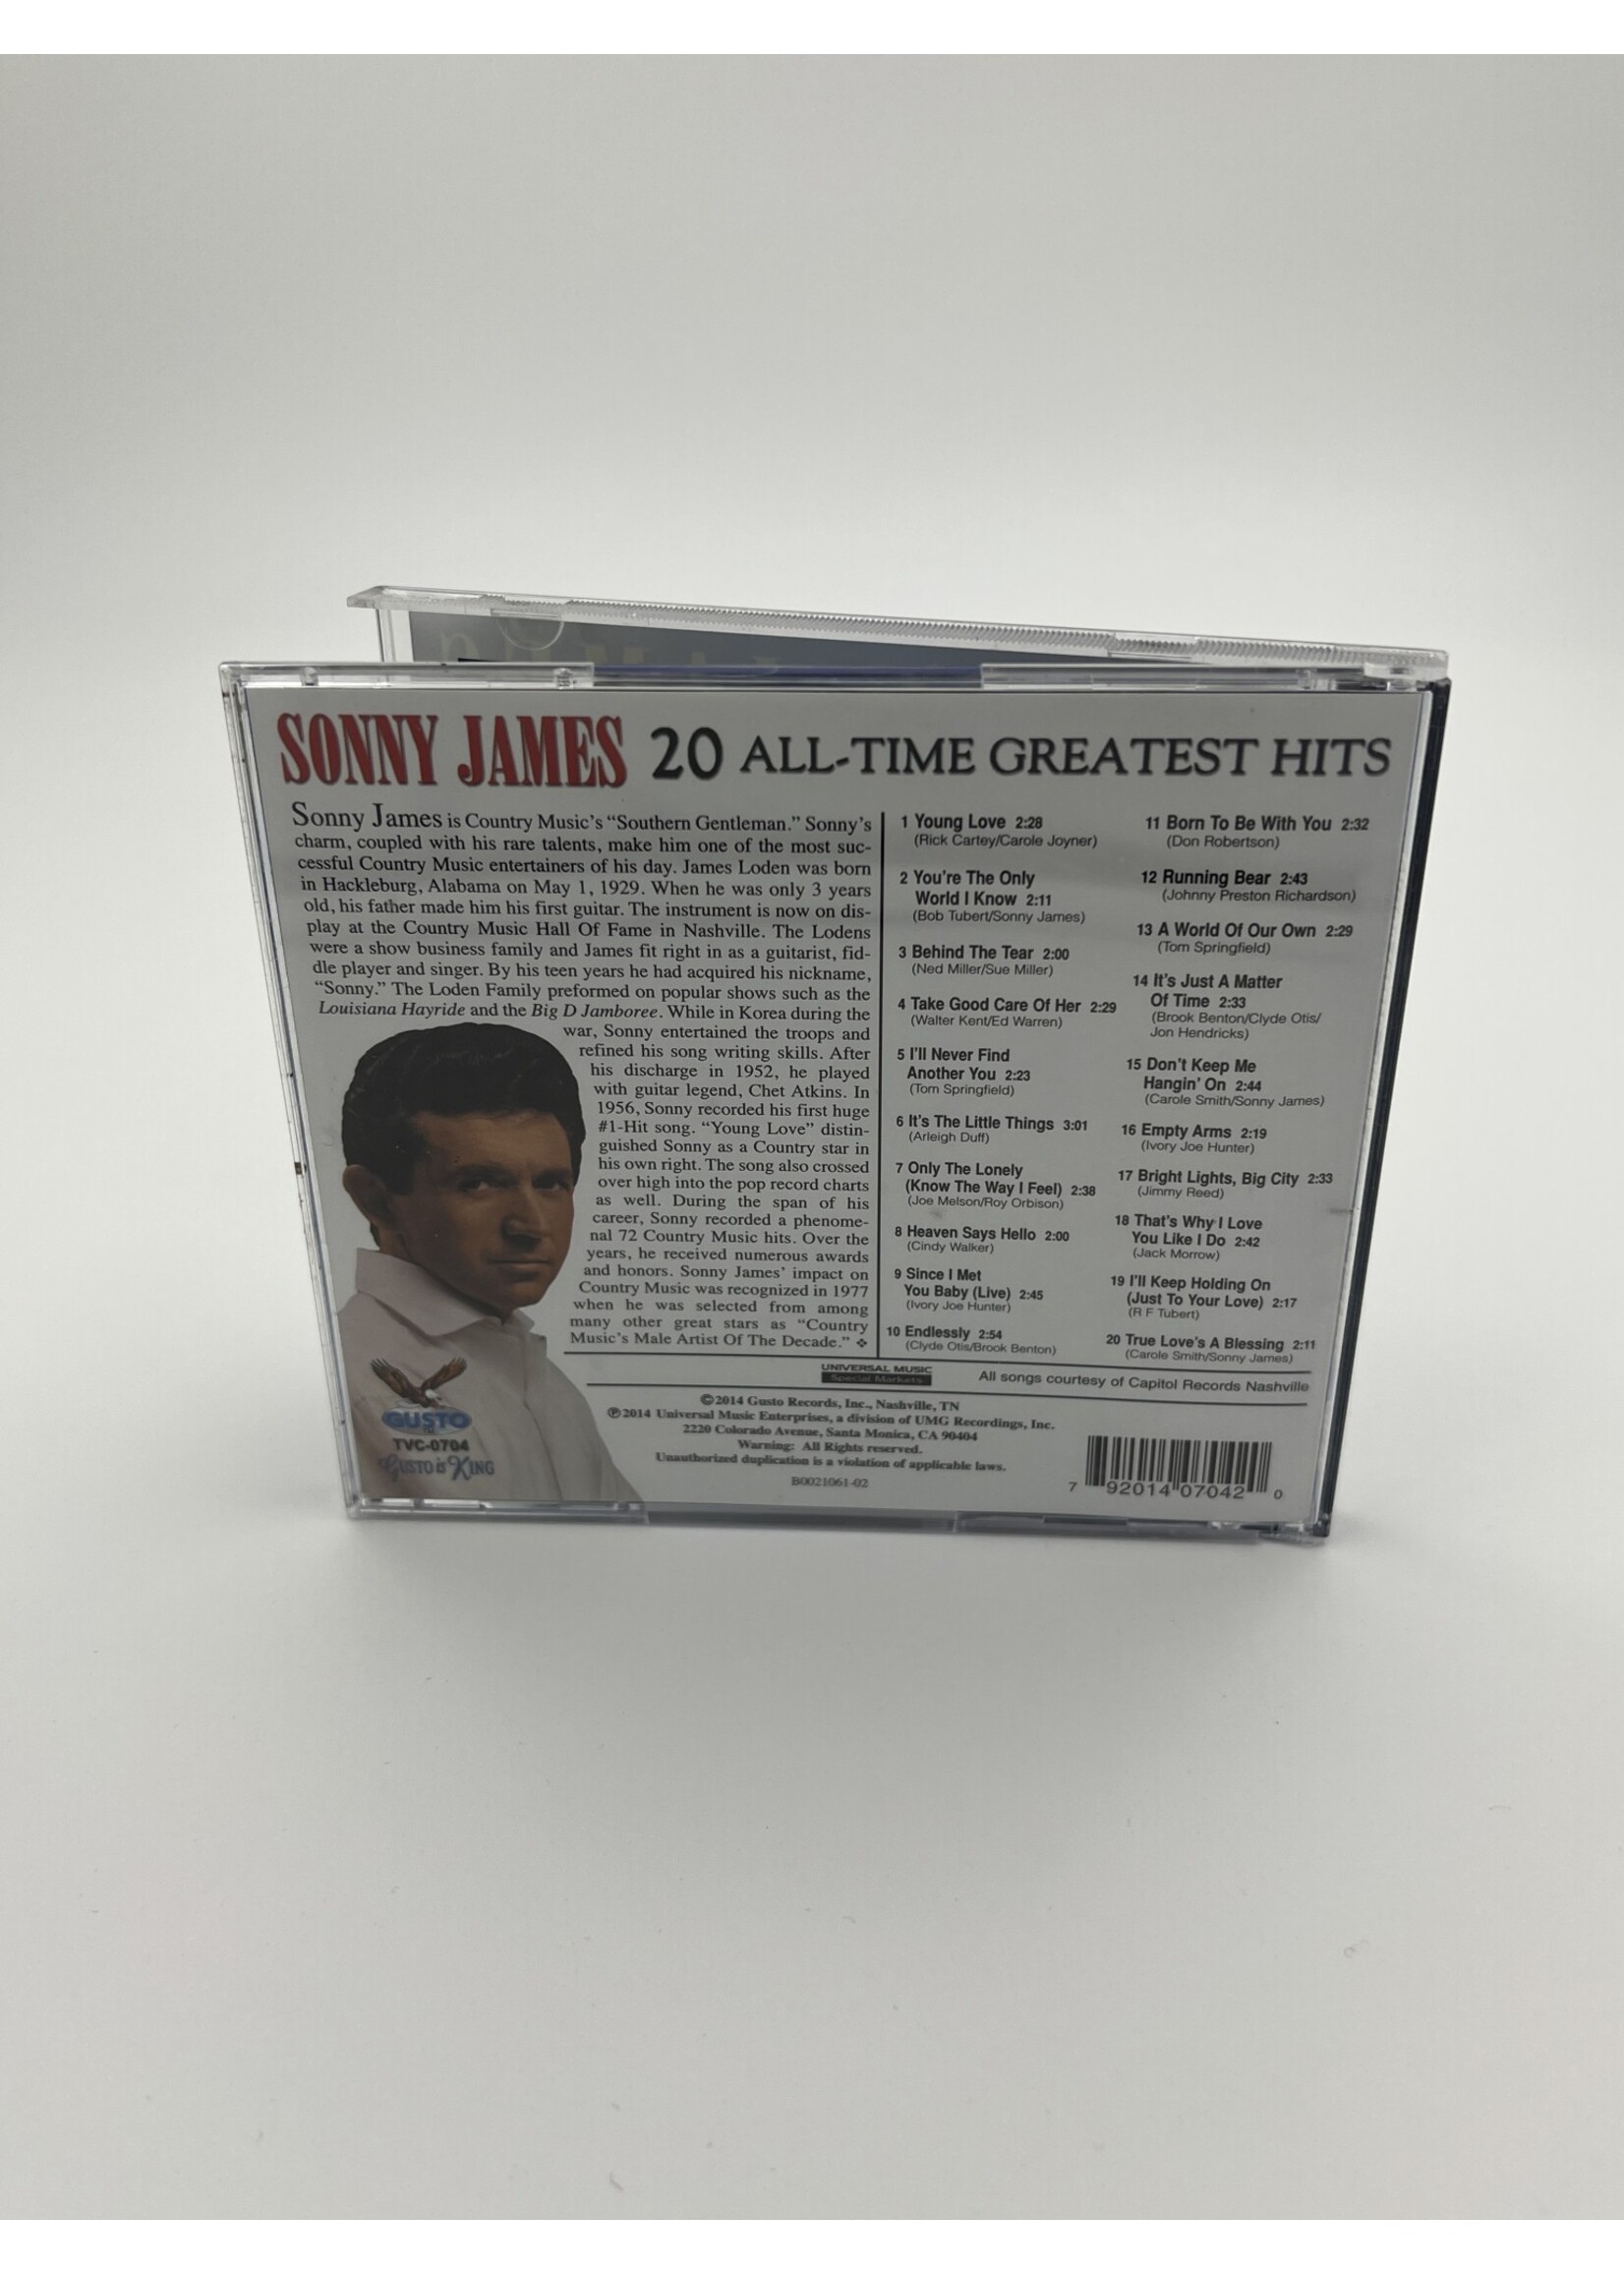 SONNY JAMES 20 ALL-TIME GREATEST HITS
Sonny James is Country Music's “Southern Gentleman.” Sonny's
charm, coupled with his rare talents, make him one of the most suc-
cessful Country Music entertainers of his day. James Loden was born
in Hackleburg, Alabama on May 1, 1929. When he was only 3 years
old, his father made him his first guitar. The instrument is now on dis-
play at the Country Music Hall Of Fame in Nashville. The Lodens
were a show business family and James fit right in as a guitarist, fid-
dle player and singer. By his teen years he had acquired his nickname,
“Sonny.” The Loden Family preformed on popular shows such as the
Louisiana Hayride and the Big D Jamboree. While in Korea during the
war, Sonny entertained the troops and
refined his song writing skills. After
his discharge in 1952, he played
with guitar legend, Chet Atkins. In
1956, Sonny recorded his first huge
#1-Hit song. “Young Love” distin-
guished Sonny as a Country star in
his own right. The song also crossed
over high into the pop record charts
as well. During the span of his
career, Sonny recorded a phenome-
nal 72 Country Music hits. Over the
years, he received numerous awards
and honors. Sonny James' impact on
Country Music was recognized in 1977
when he was selected from among
many other great stars as “Country
Music's Male Artist Of The Decade.” ❖
1 Young Love 2:28
(Rick Cartey/Carole Joyner)
2 You're The Only
World I Know 2:11
(Bob Tubert/Sonny James)
3 Behind The Tear 2:00
(Ned Miller/Sue Miller)
4 Take Good Care Of Her 2:29
(Walter Kent/Ed Warren)
5 I'll Never Find
Another You 2:23
(Tom Springfield)
6 It's The Little Things 3:01
(Arleigh Duff)
7 Only The Lonely
(Know The Way I Feel) 2:38
(Joe Melson/Roy Orbison)
8 Heaven Says Hello 2:00
(Cindy Walker)
9 Since I Met
You Baby (Live) 2:45
(Ivory Joe Hunter)
10 Endlessly 2:54
(Clyde Otis/Brook Benton)
11 Born To Be With You 2:32
(Don Robertson)
12 Running Bear 2:43
(Johnny Preston Richardson)
13 A World Of Our Own 2:29
(Tom Springfield)
14 It's Just A Matter
Of Time 2:33
(Brook Benton/Clyde Otis/
Jon Hendricks)
15 Don't Keep Me
Hangin' On 2:44
(Carole Smith/Sonny James)
16 Empty Arms 2:19
(Ivory Joe Hunter)
17 Bright Lights, Big City 2:33
(Jimmy Reed)
18 That's Why I Love
You Like I Do 2:42
(Jack Morrow)
19 I'll Keep Holding On
(Just To Your Love) 2:17
(R F Tubert)
20 True Love's A Blessing 2:11
(Carole Smith/Sonny James)
UNIVERSAL MUSIC
Special Markets
All songs courtesy of Capitol Records Nashville
©2014 Gusto Records, Inc., Nashville, TN
℗2014 Universal Music Enterprises, a division of UMG Recordings, Inc.
2220 Colorado Avenue, Santa Monica, CA 90404
Warning: All Rights reserved.
Unauthorized duplication is a violation of applicable laws.
B0021061-02
GUSTO
TVC-0704
GUSTO is KING
7 92014 07042 0